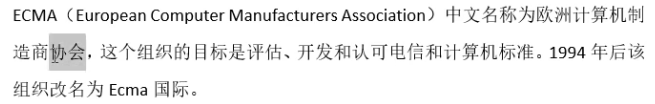 ECMA（European Computer Manufacturers Association）中文名称为欧洲计算机制
造商协会，这个组织的目标是评估、开发和认可电信和计算机标准。1994 年后该
组织改名为 Ecma 国际。